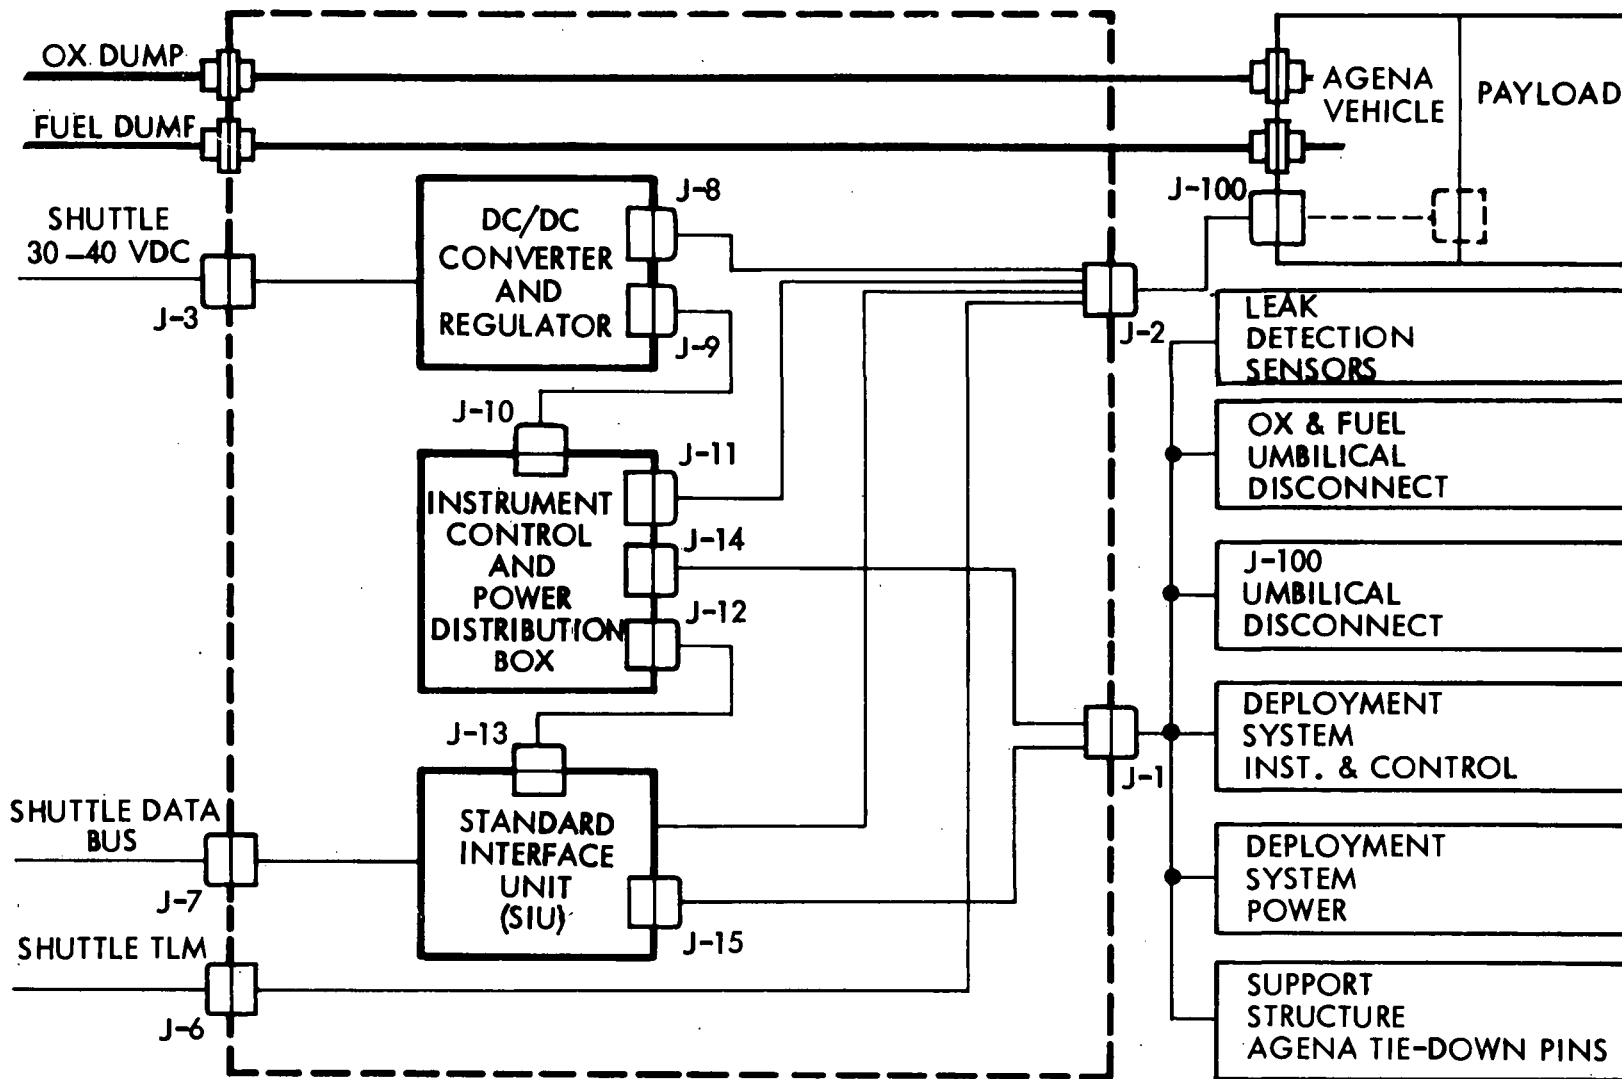 OX DUMP
FUEL DUMP
SHUTTLE
30-40 VDC
J-3
DC/DC
CONVERTER
AND
REGULATOR
J-8
J-9
J-10
INSTRUMENT
CONTROL
AND
POWER
DISTRIBUTION
BOX
J-11
J-14
J-12
J-13
STANDARD
INTERFACE
UNIT
(SIU)
J-15
SHUTTLE DATA
BUS
J-7
SHUTTLE TLM
J-6
J-2
J-1
J-100
AGENA
VEHICLE
PAYLOAD
LEAK
DETECTION
SENSORS
OX & FUEL
UMBILICAL
DISCONNECT
J-100
UMBILICAL
DISCONNECT
DEPLOYMENT
SYSTEM
INST. & CONTROL
DEPLOYMENT
SYSTEM
POWER
SUPPORT
STRUCTURE
AGENA TIE-DOWN PINS